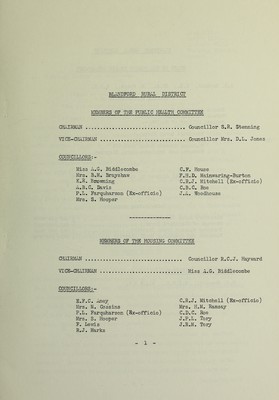 BLANDFORD RURAL DISTRICT
MEMBERS OF THE PUBLIC HEALTH COMMITTEE
CHAIRMAN ................................ Councillor S.R. Stenning
VICE-CHAIRMAN ........................... Councillor Mrs. D.L. Jones
COUNCILLORS:-
Miss A.G. Biddlecombe C.F. House
Mrs. B.M. Drayshaw P.H.D. Mainwaring-Burton
K.R. Browning C.H.J. Mitchell (Ex-officio)
A.B.C. Davis C.D.C. Roe
P.L. Farquharson (Ex-officio) J.A. Woodhouse
Mrs. B. Hooper
--------------
MEMBERS OF THE HOUSING COMMITTEE
CHAIRMAN ................................ Councillor R.C.J. Hayward
VICE-CHAIRMAN ........................... Miss A.G. Biddlecombe
COUNCILLORS:-
E.F.C. Amey C.H.J. Mitchell (Ex-officio)
Mrs. M. Coakins Mrs. H.M. Ramsay
P.L. Farquharson (Ex-officio) C.D.C. Roe
Mrs. B. Hooper J.P.L. Tory
F. Lewis J.R.N. Tory
R.J. Marks
- 1 -